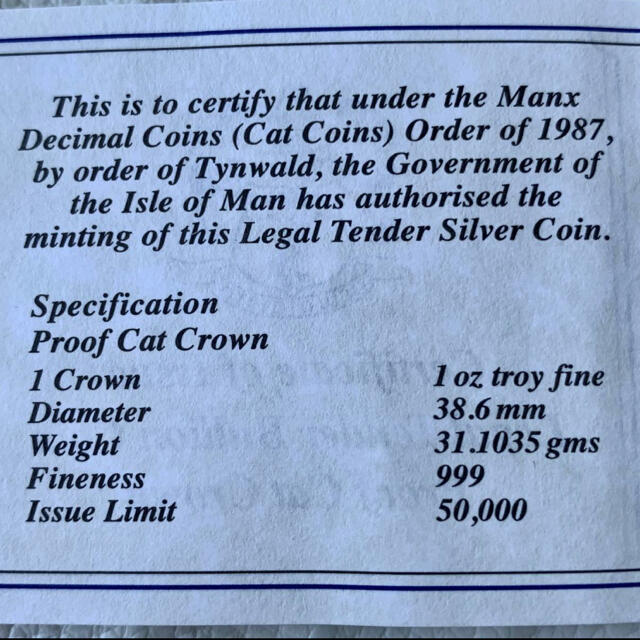 This is to certify that under the Manx
Decimal Coins (Cat Coins) Order of 1987,
by order of Tynwald, the Government of
the Isle of Man has authorised the
minting of this Legal Tender Silver Coin.
Specification
Proof Cat Crown
1 Crown 1 oz troy fine
Diameter 38.6 mm
Weight 31.1035 gms
Fineness 999
Issue Limit 50,000